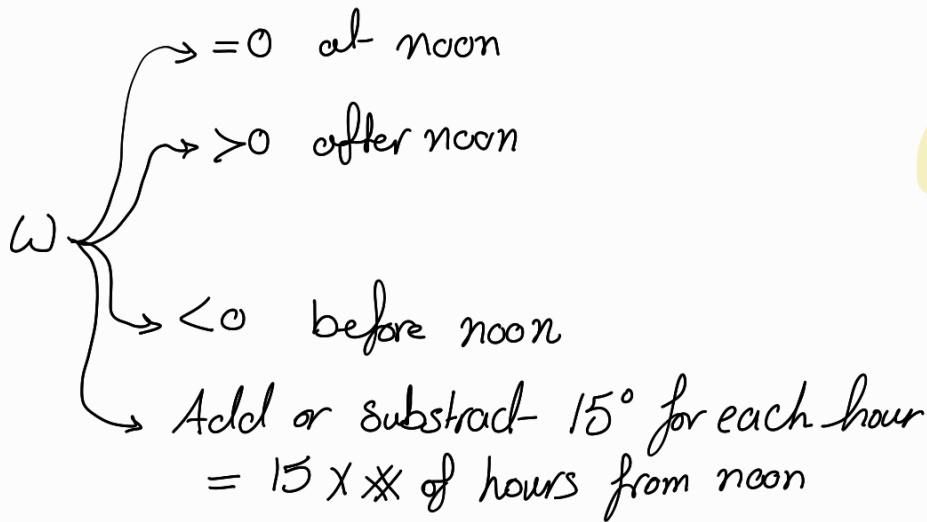 =0 at noon
>0 after noon
ω
<0 before noon
Add or substract 15° for each hour
= 15 x # of hours from noon